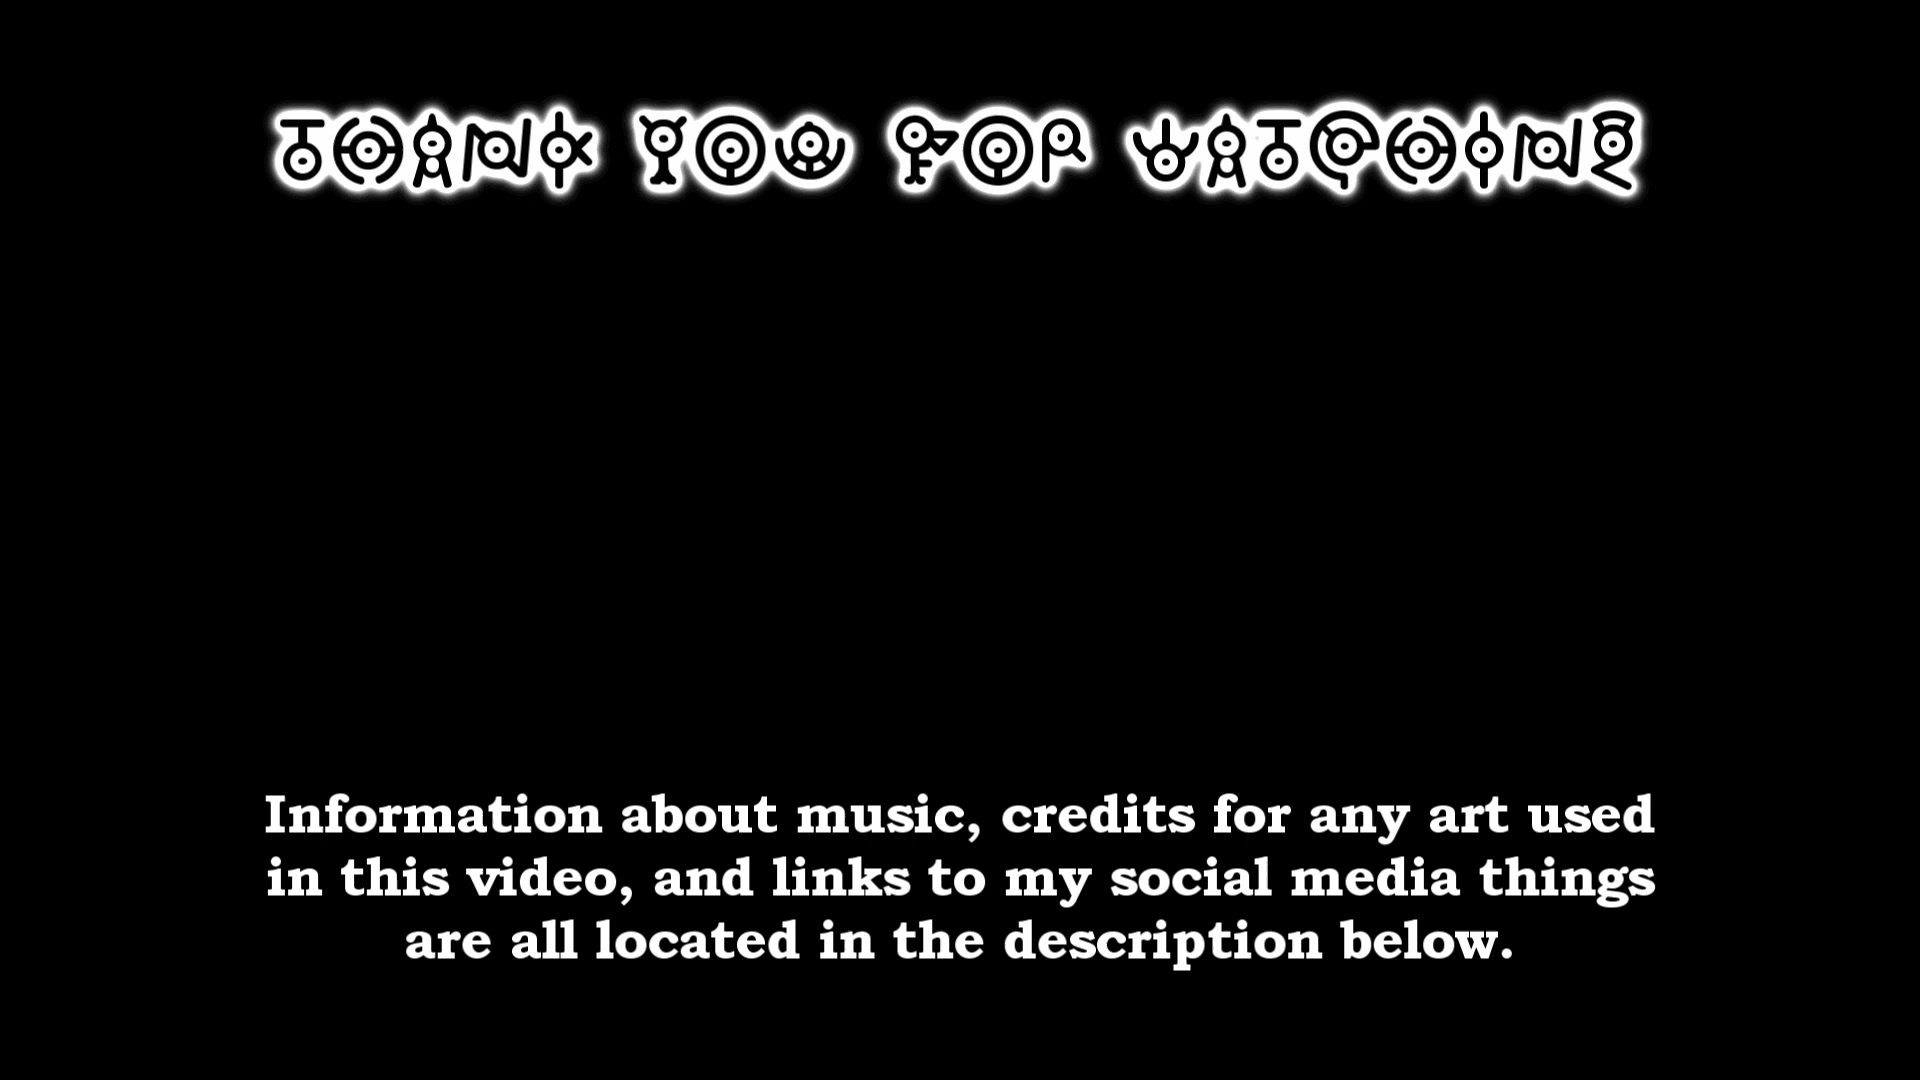 THANK YOU FOR WATCHING
Information about music, credits for any art used
in this video, and links to my social media things
are all located in the description below.